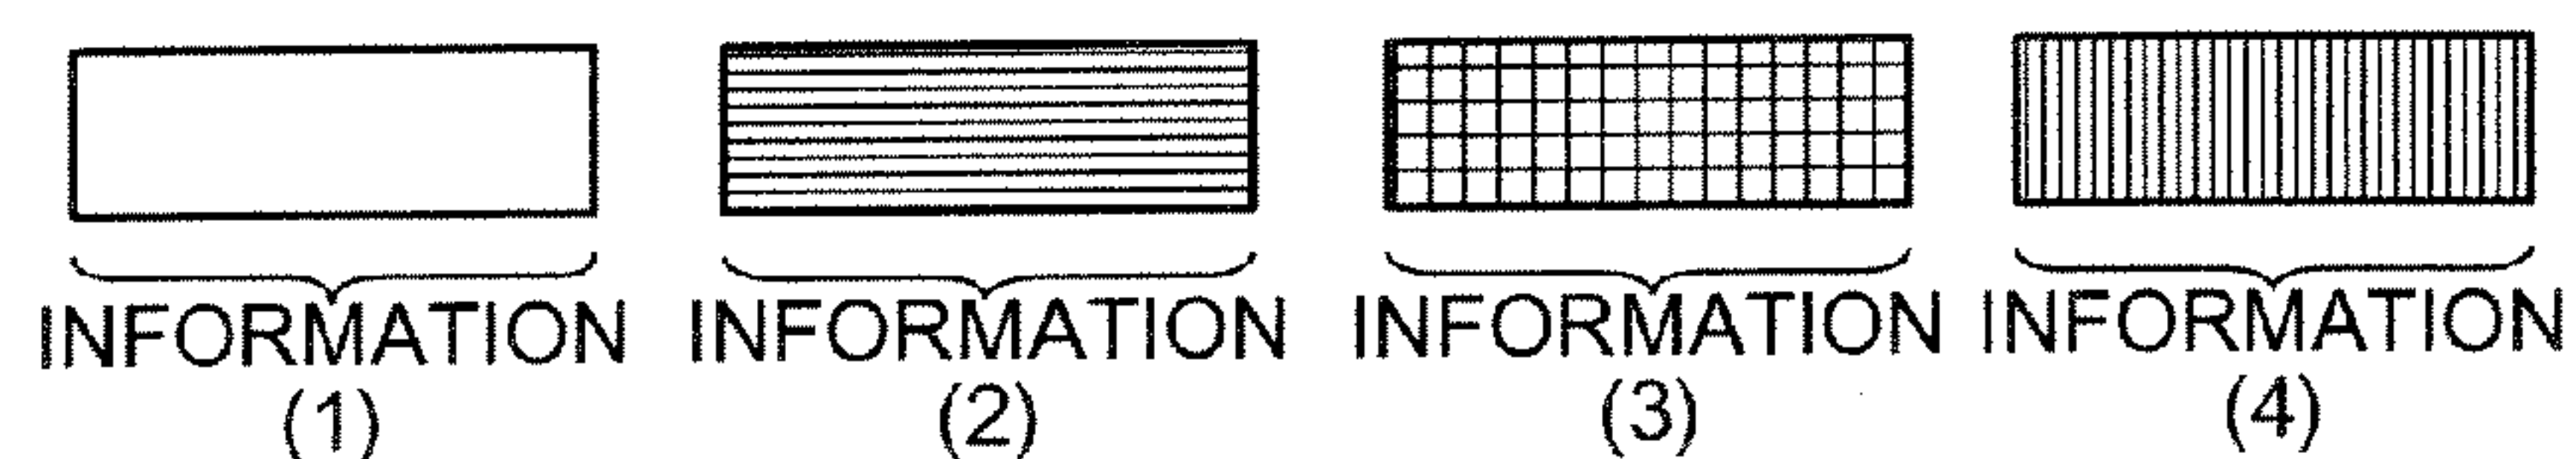 INFORMATION INFORMATION INFORMATION INFORMATION
(1) (2) (3) (4)